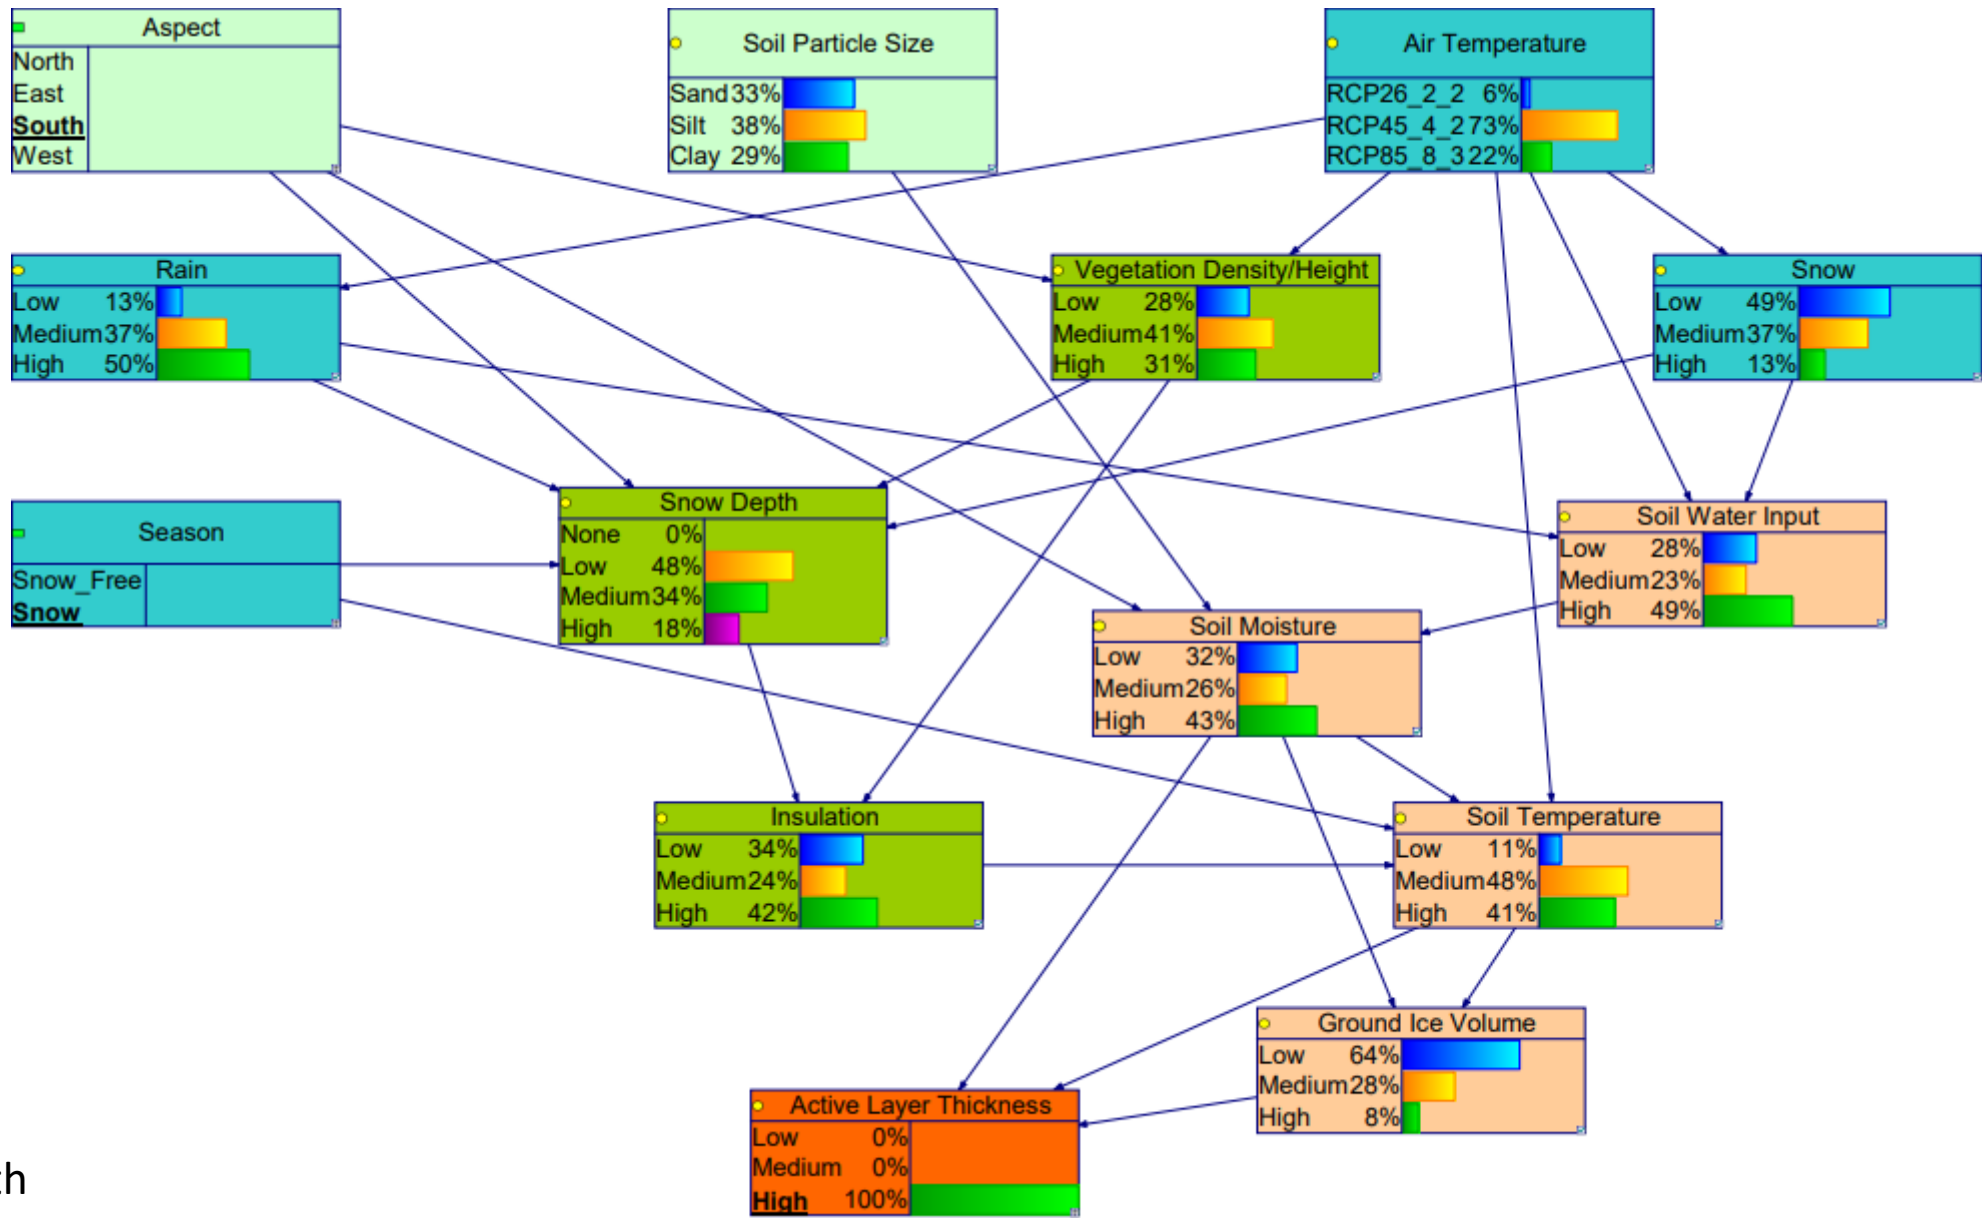 Aspect
North
East
South
West
Soil Particle Size
Sand 33%
Silt 38%
Clay 29%
Air Temperature
RCP26_2_2 6%
RCP45_4_2 73%
RCP85_8_3 22%
Rain
Low 13%
Medium 37%
High 50%
Vegetation Density/Height
Low 28%
Medium 41%
High 31%
Snow
Low 49%
Medium 37%
High 13%
Season
Snow_Free
Snow
Snow Depth
None 0%
Low 48%
Medium 34%
High 18%
Soil Water Input
Low 28%
Medium 23%
High 49%
Soil Moisture
Low 32%
Medium 26%
High 43%
Insulation
Low 34%
Medium 24%
High 42%
Soil Temperature
Low 11%
Medium 48%
High 41%
Ground Ice Volume
Low 64%
Medium 28%
High 8%
Active Layer Thickness
Low 0%
Medium 0%
High 100%